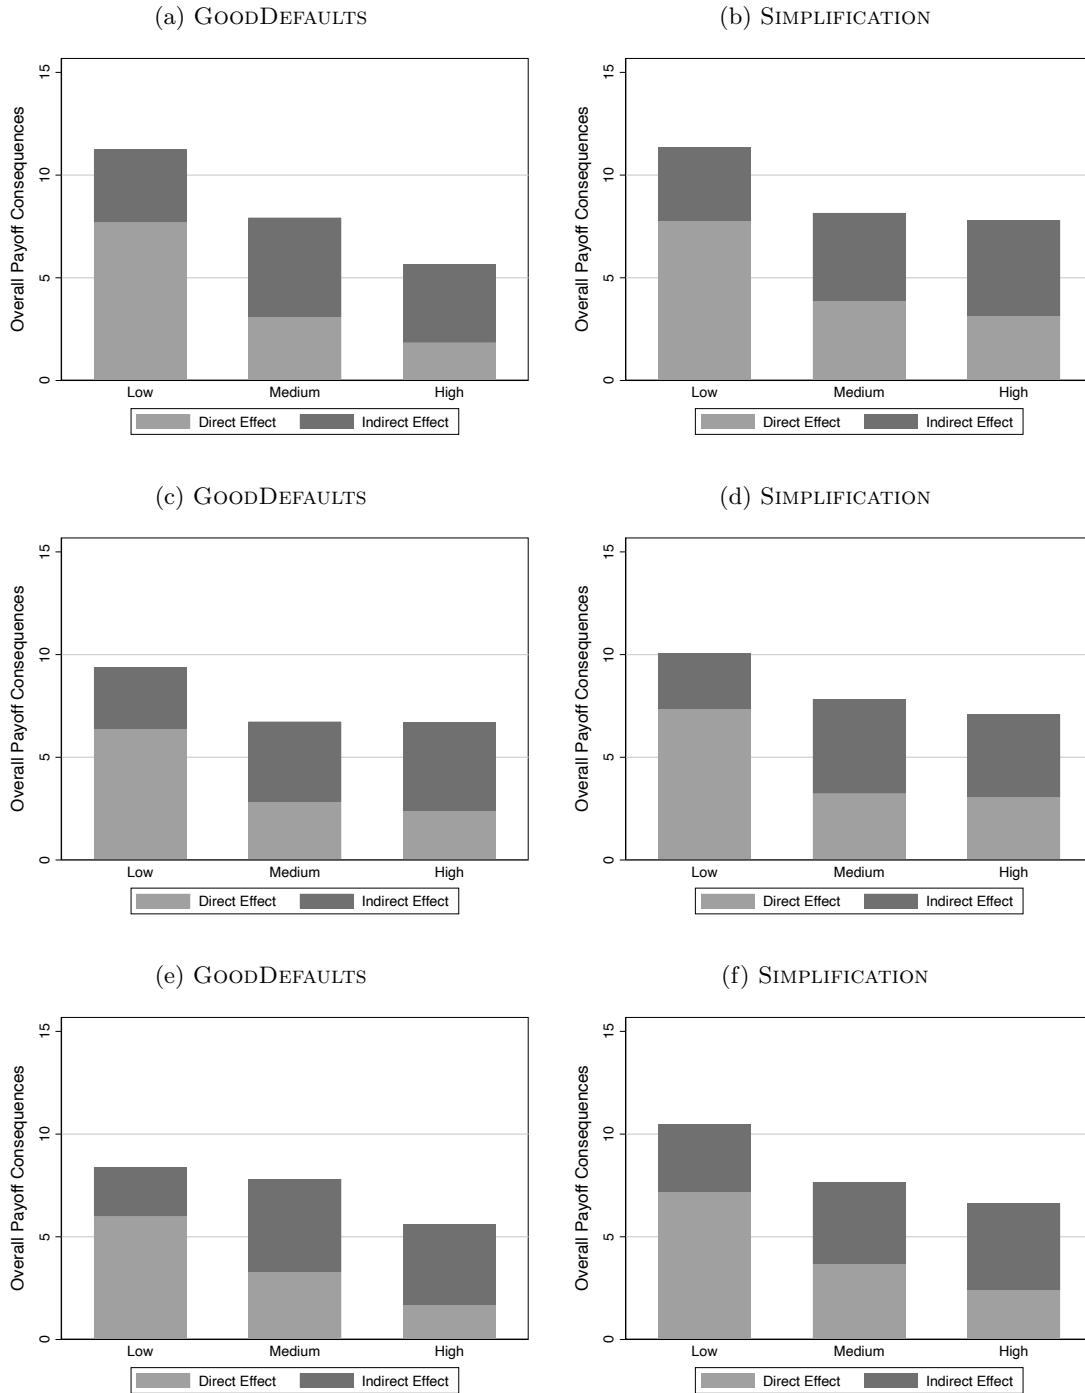 (a) GOODDEFAULTS
Overall Payoff Consequences
15
10
5
0
Low Medium High
Direct Effect Indirect Effect
(b) SIMPLIFICATION
Overall Payoff Consequences
15
10
5
0
Low Medium High
Direct Effect Indirect Effect
(c) GOODDEFAULTS
Overall Payoff Consequences
15
10
5
0
Low Medium High
Direct Effect Indirect Effect
(d) SIMPLIFICATION
Overall Payoff Consequences
15
10
5
0
Low Medium High
Direct Effect Indirect Effect
(e) GOODDEFAULTS
Overall Payoff Consequences
15
10
5
0
Low Medium High
Direct Effect Indirect Effect
(f) SIMPLIFICATION
Overall Payoff Consequences
15
10
5
0
Low Medium High
Direct Effect Indirect Effect